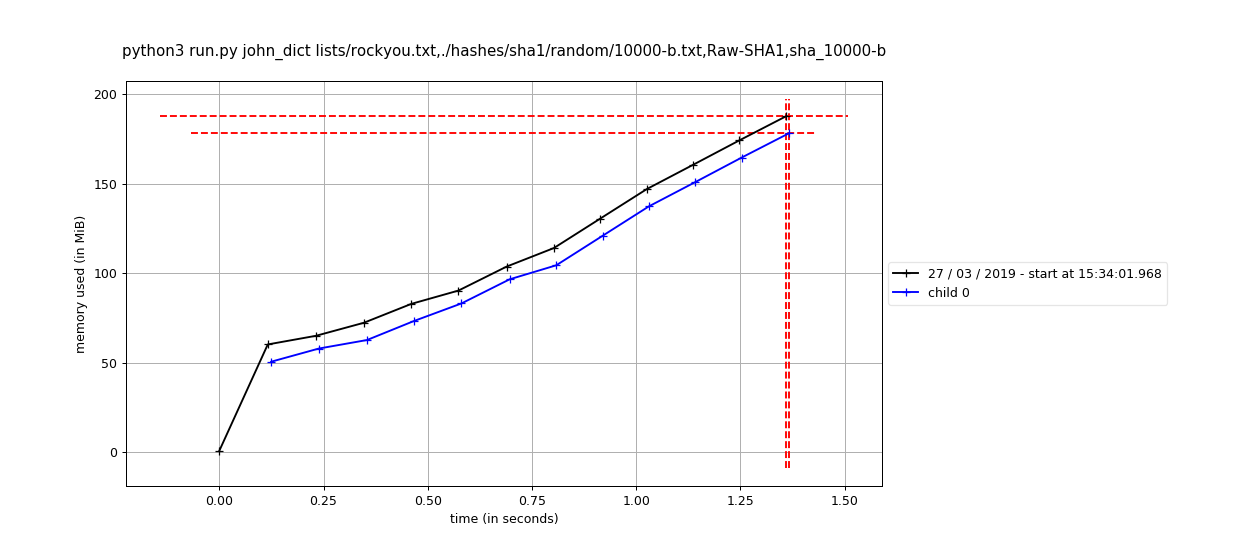 python3 run.py john_dict lists/rockyou.txt,./hashes/sha1/random/10000-b.txt,Raw-SHA1,sha_10000-b
200
150
100
50
0
memory used (in MiB)
0.00 0.25 0.50 0.75 1.00 1.25 1.50
time (in seconds)
27 / 03 / 2019 - start at 15:34:01.968
child 0